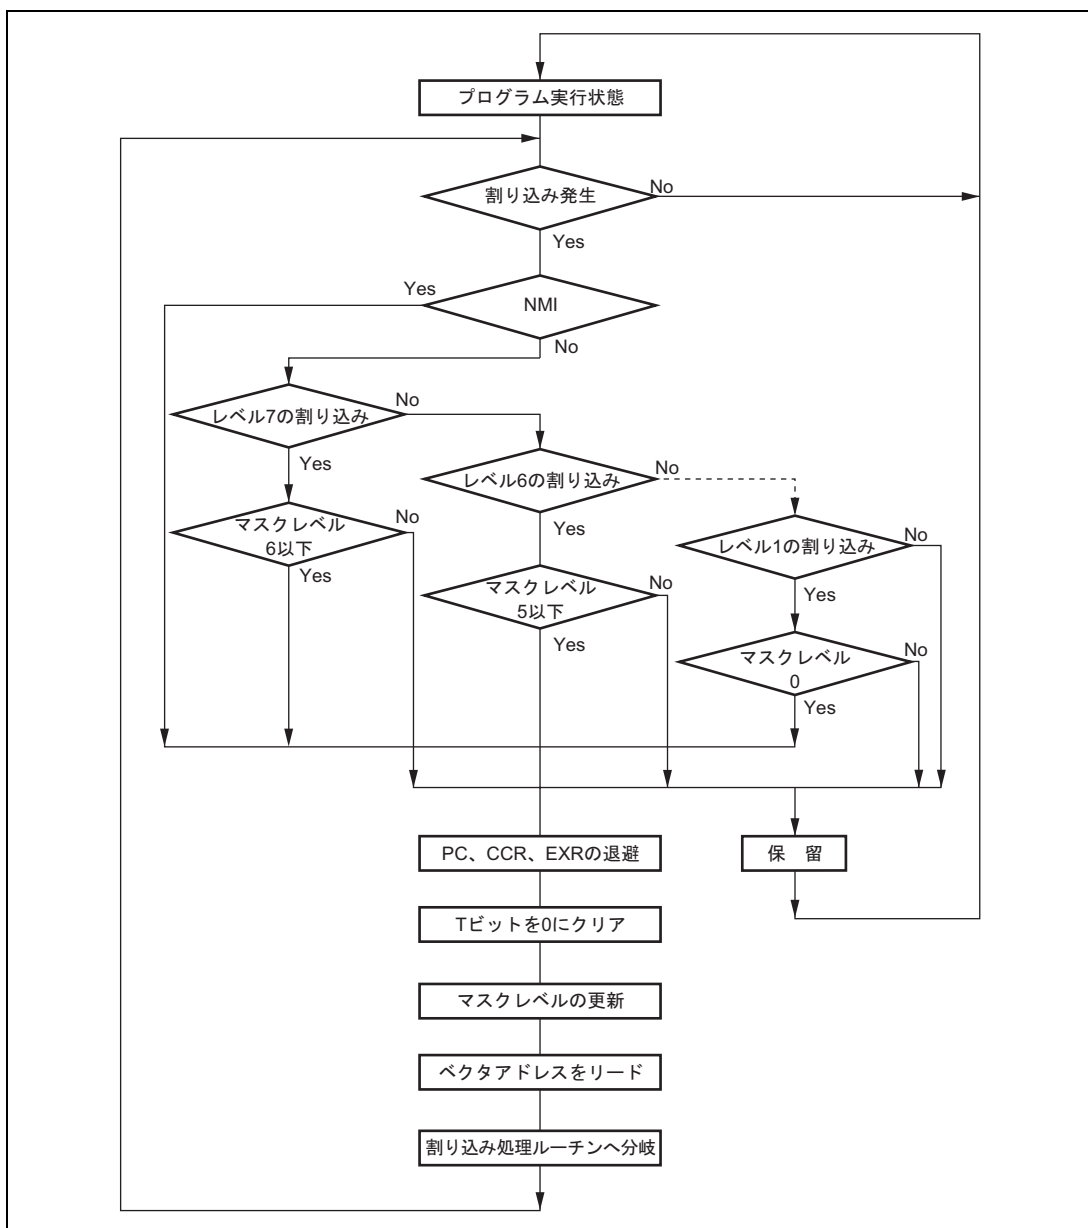 プログラム実行状態
割り込み発生
No
Yes
Yes
NMI
No
レベル7の割り込み
No
Yes
レベル6の割り込み
No
Yes
マスクレベル
6以下
No
Yes
レベル1の割り込み
No
Yes
マスクレベル
5以下
No
Yes
マスクレベル
0
No
Yes
PC、CCR、EXRの退避
保　留
Tビットを0にクリア
マスクレベルの更新
ベクタアドレスをリード
割り込み処理ルーチンへ分岐